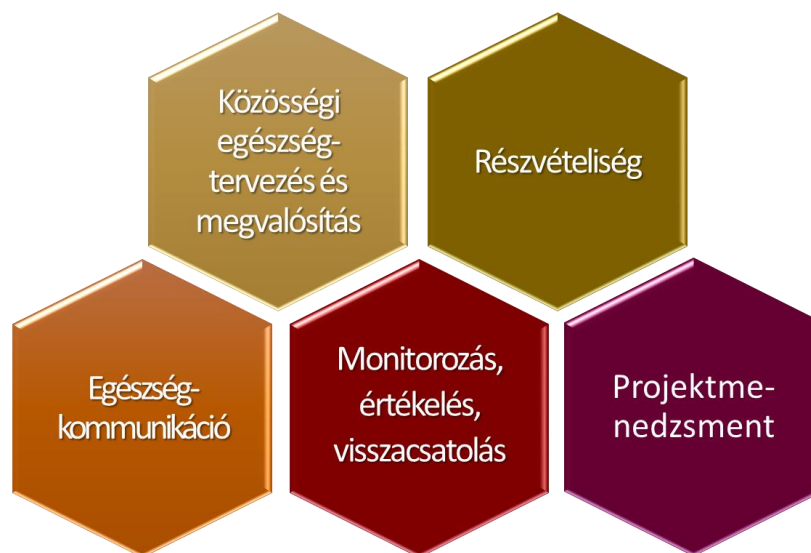 Közösségi
egészség-
tervezés és
megvalósítás
Részvételiség
Egészség-
kommunikáció
Monitorozás,
értékelés,
visszacsatolás
Projektme-
nedzsment